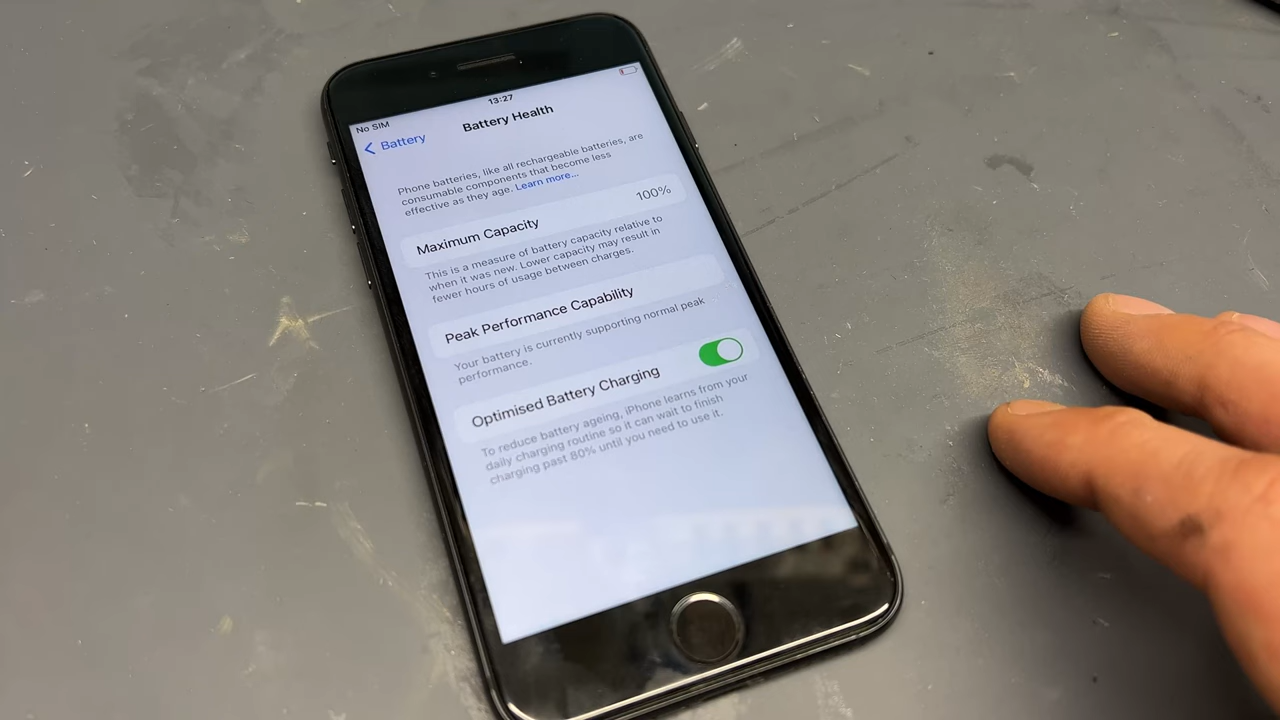 13:27
No SIM
Battery
Battery Health
Phone batteries, like all rechargeable batteries, are
consumable components that become less
effective as they age. Learn more...
Maximum Capacity 100%
This is a measure of battery capacity relative to
when it was new. Lower capacity may result in
fewer hours of usage between charges.
Peak Performance Capability
Your battery is currently supporting normal peak
performance.
Optimised Battery Charging
To reduce battery ageing, iPhone learns from your
daily charging routine so it can wait to finish
charging past 80% until you need to use it.